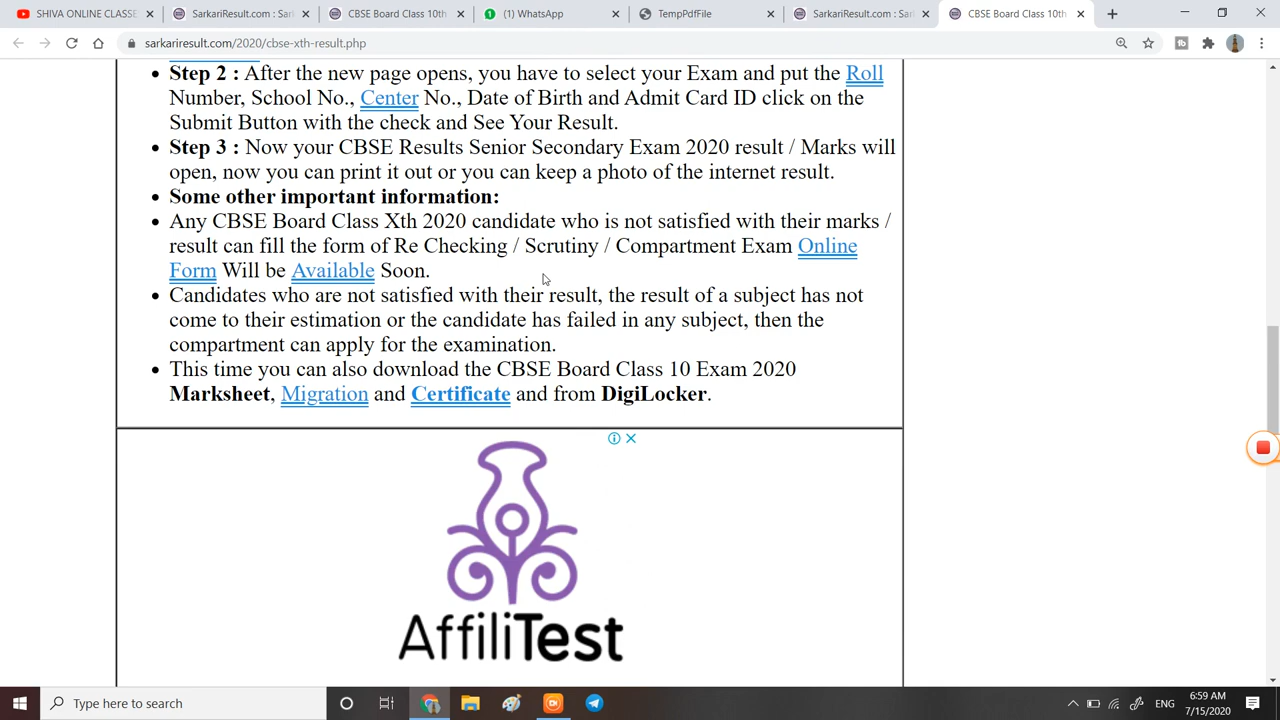 SHIVA ONLINE CLASSE
SarkariResult.com : Sark
CBSE Board Class 10th
(1) WhatsApp
TempPdfFile
SarkariResult.com : Sark
CBSE Board Class 10th
sarkariresult.com/2020/cbse-xth-result.php
Step 2 : After the new page opens, you have to select your Exam and put the Roll
Number, School No., Center No., Date of Birth and Admit Card ID click on the
Submit Button with the check and See Your Result.
Step 3 : Now your CBSE Results Senior Secondary Exam 2020 result / Marks will
open, now you can print it out or you can keep a photo of the internet result.
Some other important information:
Any CBSE Board Class Xth 2020 candidate who is not satisfied with their marks /
result can fill the form of Re Checking / Scrutiny / Compartment Exam Online
Form Will be Available Soon.
Candidates who are not satisfied with their result, the result of a subject has not
come to their estimation or the candidate has failed in any subject, then the
compartment can apply for the examination.
This time you can also download the CBSE Board Class 10 Exam 2020
Marksheet, Migration and Certificate and from DigiLocker.
AffiliTest
Type here to search
ENG
6:59 AM
7/15/2020